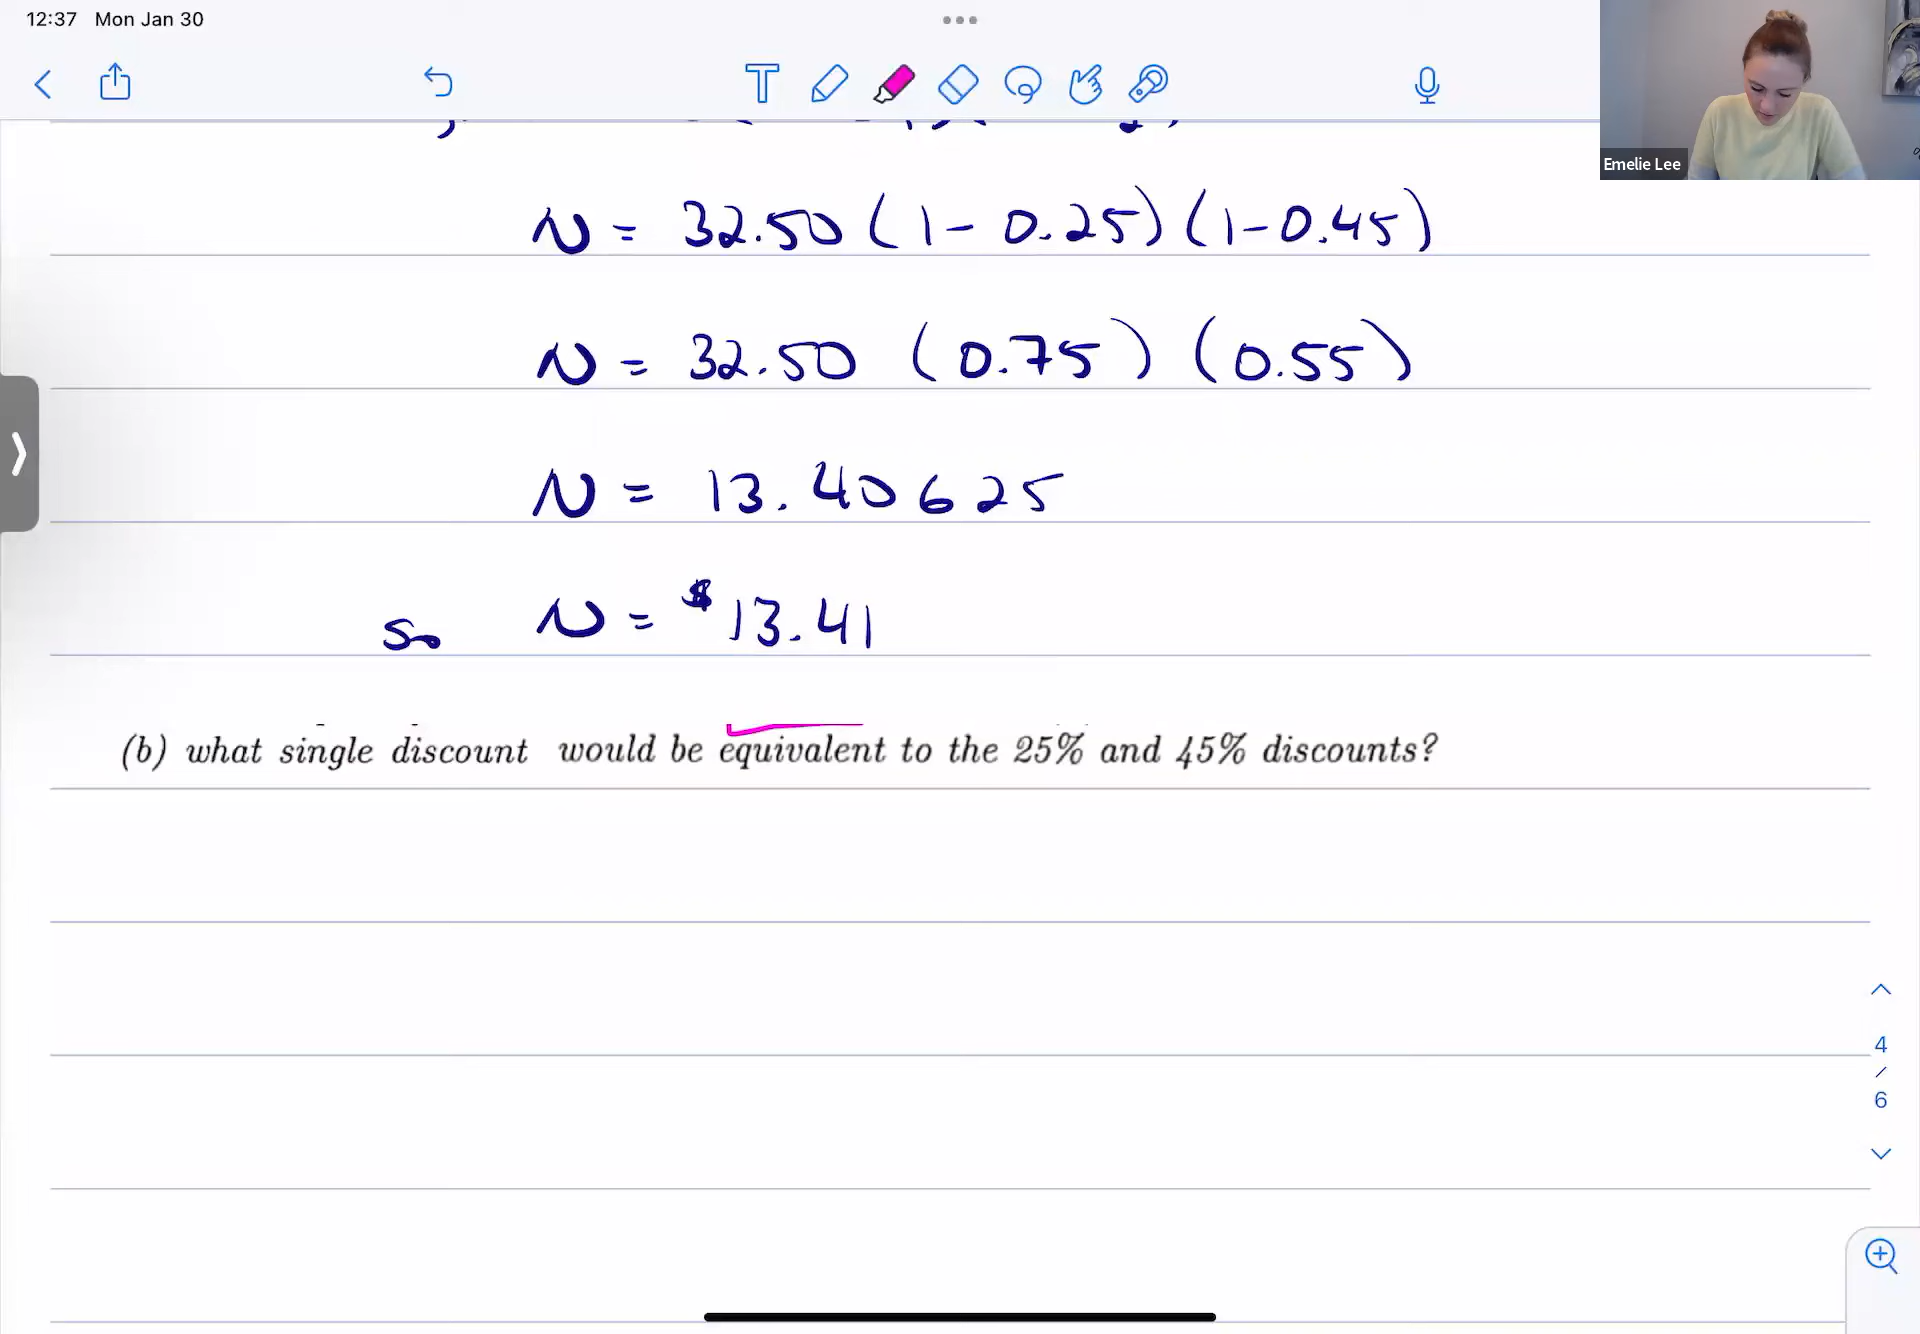 12:37 Mon Jan 30
Emelie Lee
N = 32.50 (1 - 0.25) (1 - 0.45)
N = 32.50 (0.75) (0.55)
N = 13.40625
So N = $13.41
(b) what single discount would be equivalent to the 25% and 45% discounts?
4
/
6